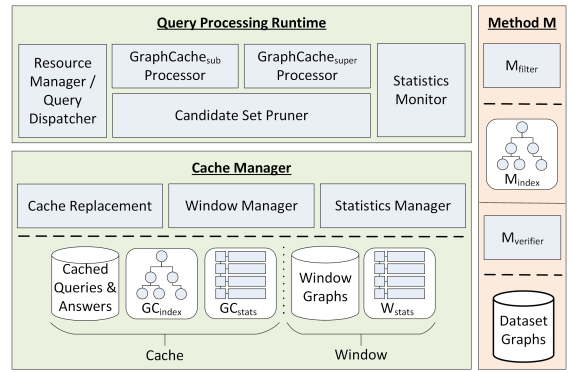 Query Processing Runtime
Resource
Manager /
Query
Dispatcher
GraphCachesub
Processor
GraphCachesuper
Processor
Candidate Set Pruner
Statistics
Monitor
Cache Manager
Cache Replacement
Window Manager
Statistics Manager
Cached
Queries &
Answers
GCindex
GCstats
Window
Graphs
Wstats
Cache
Window
Method M
Mfilter
Mindex
Mverifier
Dataset
Graphs